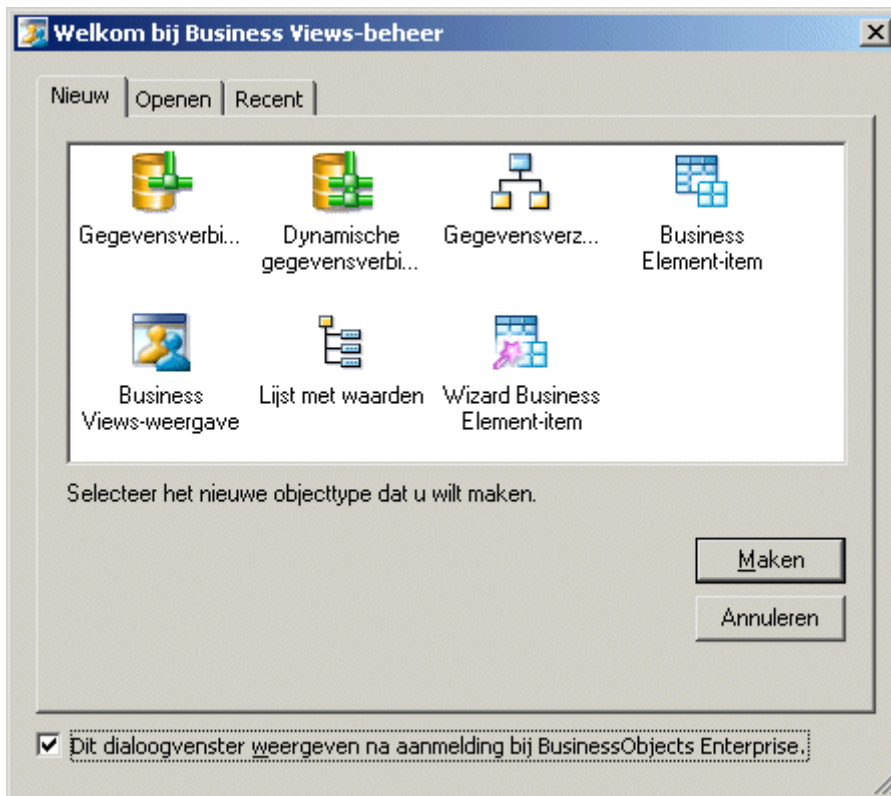 Welkom bij Business Views-beheer
Nieuw
Openen
Recent
Gegevensverbi...
Dynamische
gegevensverbi...
Gegevensverz...
Business
Element-item
Business
Views-weergave
Lijst met waarden
Wizard Business
Element-item
Selecteer het nieuwe objecttype dat u wilt maken.
Maken
Annuleren
Dit dialoogvenster weergeven na aanmelding bij BusinessObjects Enterprise.